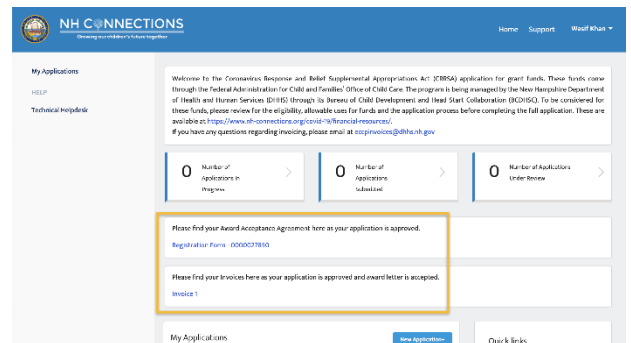 NH CONNECTIONS
Growing our children's future together
Home Support Wasif Khan
My Applications
HELP
Technical Helpdesk
Welcome to the Coronavirus Response and Relief Supplemental Appropriations Act (CRRSA) application for grant funds. These funds come
through the Federal Administration for Child and Families' Office of Child Care. The program is being managed by the New Hampshire Department
of Health and Human Services (DHHS) through its Bureau of Child Development and Head Start Collaboration (BCDHSC). To be considered for
these funds, please review for the eligibility, allowable uses for funds and the application process before completing the full application. These are
available at https://www.nh-connections.org/covid-19/financial-resources/.
If you have any questions regarding invoicing, please email at eccpinvoices@dhhs.nh.gov
0 Number of
Applications In
Progress
0 Number of
Applications
Submitted
0 Number of Applications
Under Review
Please find your Award Acceptance Agreement here as your application is approved.
Registration Form - 0000027850
Please find your Invoices here as your application is approved and award letter is accepted.
Invoice 1
My Applications
New Application
Quick links